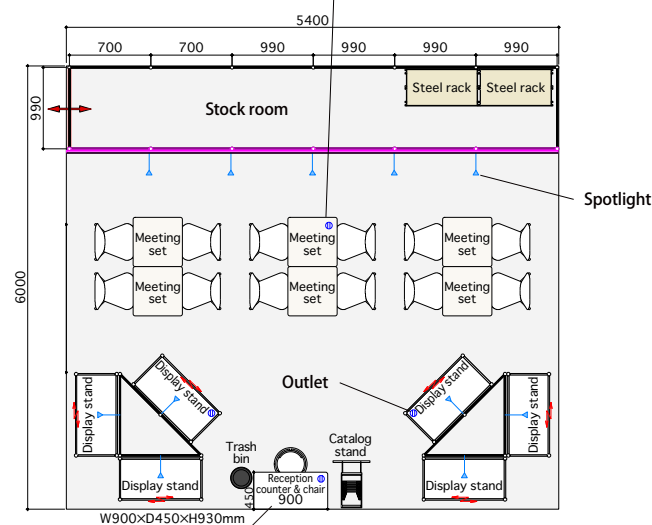 5400
700 700 990 990 990 990
990
Steel rack Steel rack
Stock room
Spotlight
6000
Meeting
set
Meeting
set
Meeting
set
Meeting
set
Meeting
set
Meeting
set
Display stand
Display stand
Display stand
Outlet
Display stand
Display stand
Display stand
Trash
bin
Catalog
stand
Reception
counter & chair
450
900
W900×D450×H930mm